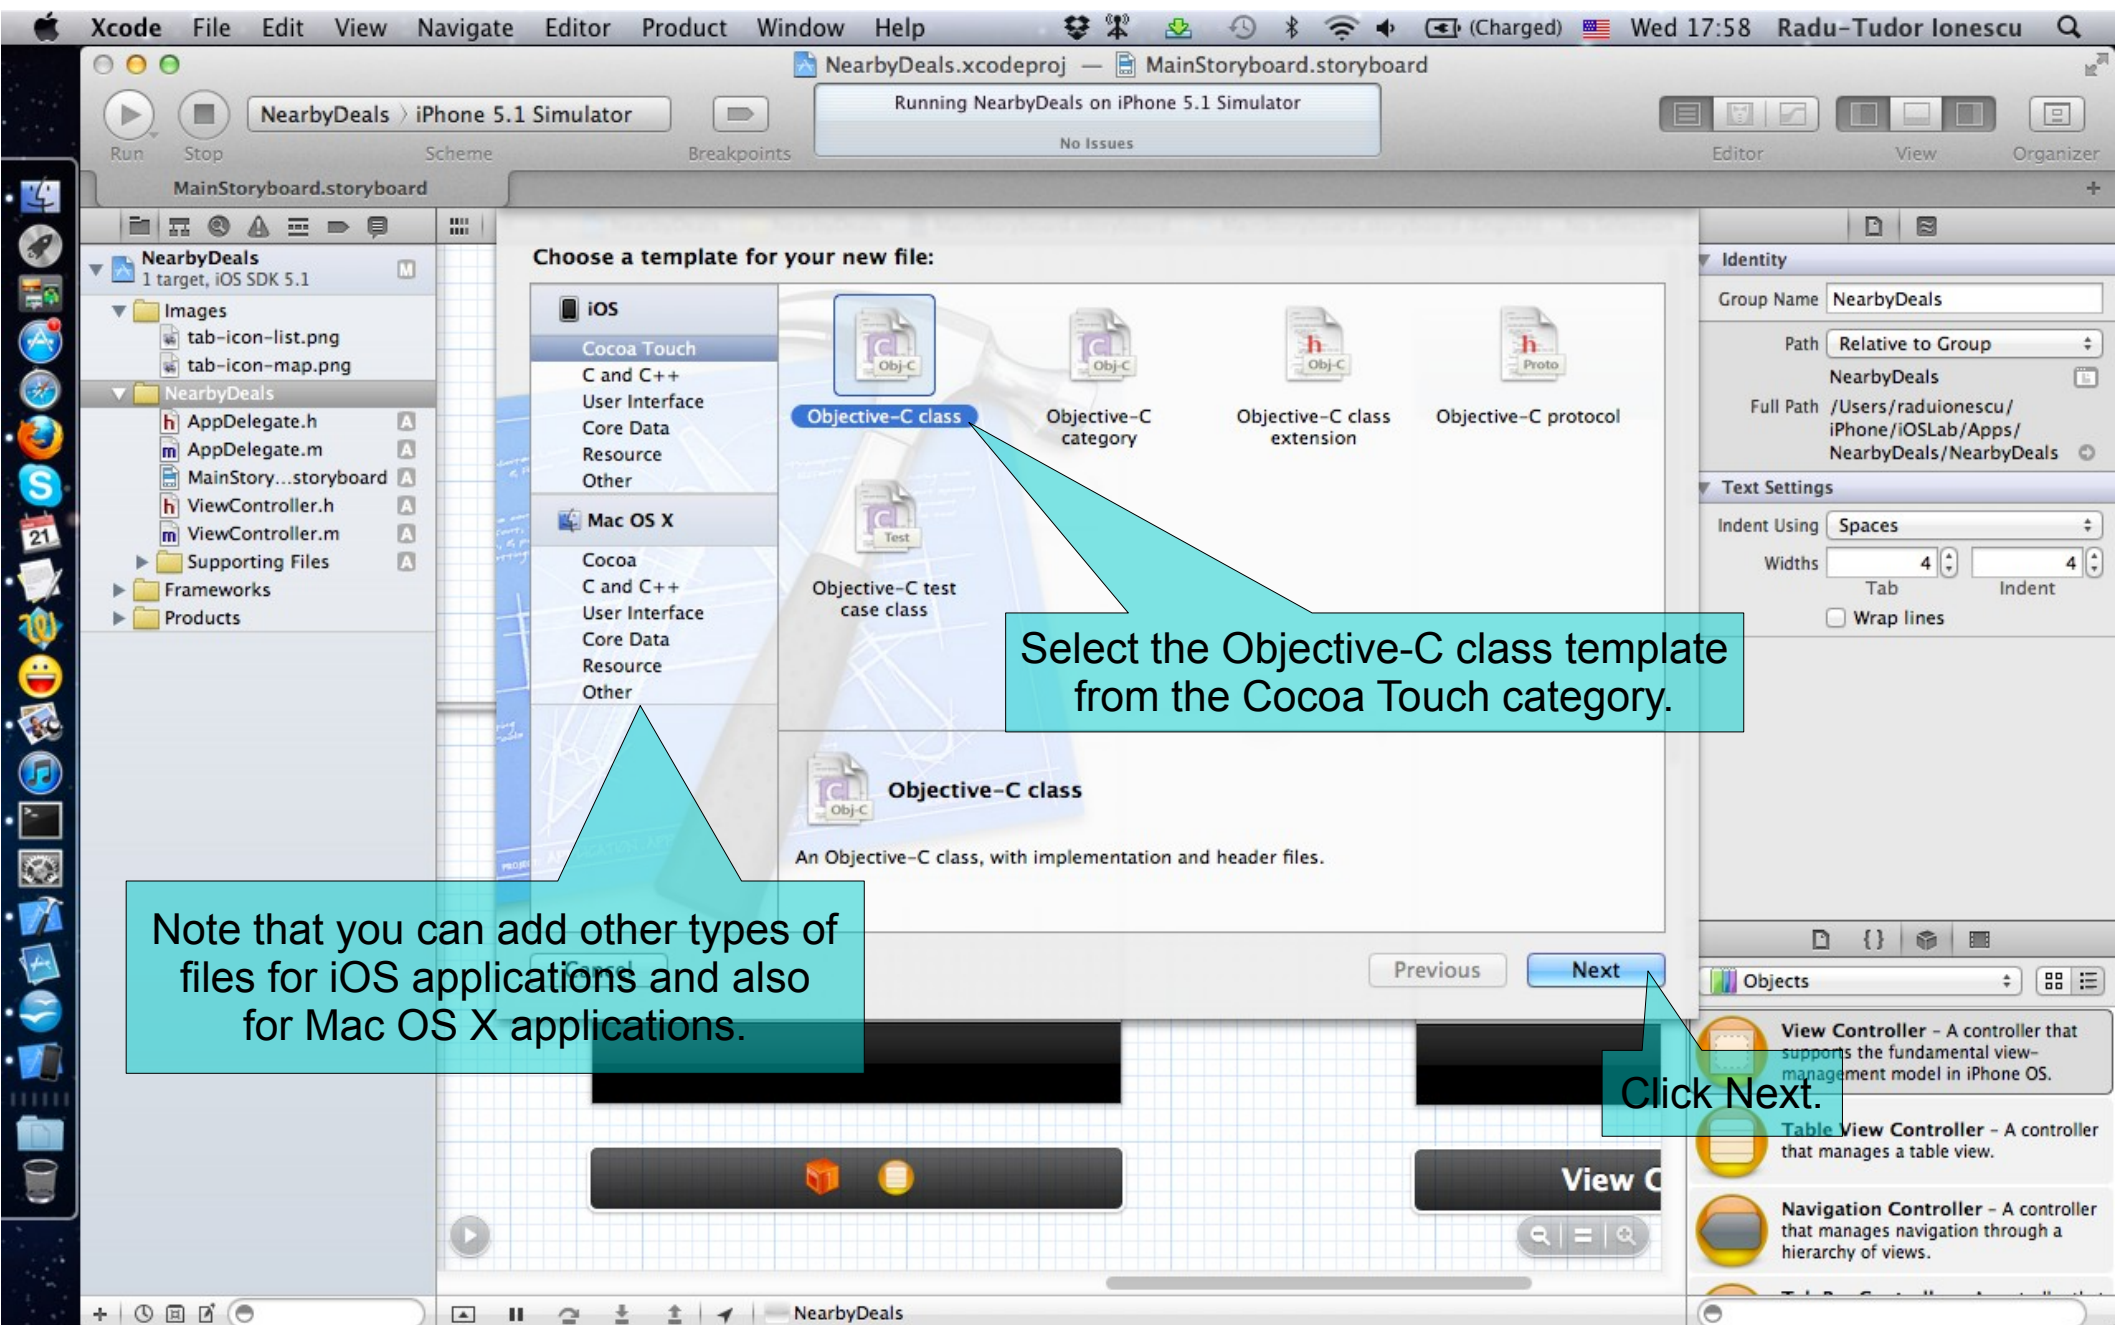 Xcode File Edit View Navigate Editor Product Window Help (Charged) Wed 17:58 Radu-Tudor Ionescu
NearbyDeals.xcodeproj — MainStoryboard.storyboard
NearbyDeals › iPhone 5.1 Simulator
Running NearbyDeals on iPhone 5.1 Simulator
No Issues
Run Stop Scheme Breakpoints Editor View Organizer
MainStoryboard.storyboard
NearbyDeals
1 target, iOS SDK 5.1
M
Images
tab-icon-list.png
tab-icon-map.png
NearbyDeals
AppDelegate.h A
AppDelegate.m A
MainStory...storyboard A
ViewController.h A
ViewController.m A
Supporting Files A
Frameworks
Products
21
Choose a template for your new file:
iOS
Cocoa Touch
C and C++
User Interface
Core Data
Resource
Other
Mac OS X
Cocoa
C and C++
User Interface
Core Data
Resource
Other
Obj-C
Objective-C class
Obj-C
Objective-C
category
Obj-C
Objective-C class
extension
Proto
Objective-C protocol
Test
Objective-C test
case class
Select the Objective-C class template
from the Cocoa Touch category.
Obj-C
Objective-C class
An Objective-C class, with implementation and header files.
Note that you can add other types of
files for iOS applications and also
for Mac OS X applications.
Cancel
Previous
Next
Click Next.
Identity
Group Name NearbyDeals
Path Relative to Group
NearbyDeals
Full Path /Users/raduionescu/
iPhone/iOSLab/Apps/
NearbyDeals/NearbyDeals
Text Settings
Indent Using Spaces
Widths 4 4
Tab Indent
Wrap lines
{}
Objects
View Controller – A controller that
supports the fundamental view-
management model in iPhone OS.
Table View Controller – A controller
that manages a table view.
Navigation Controller – A controller
that manages navigation through a
hierarchy of views.
View C
NearbyDeals